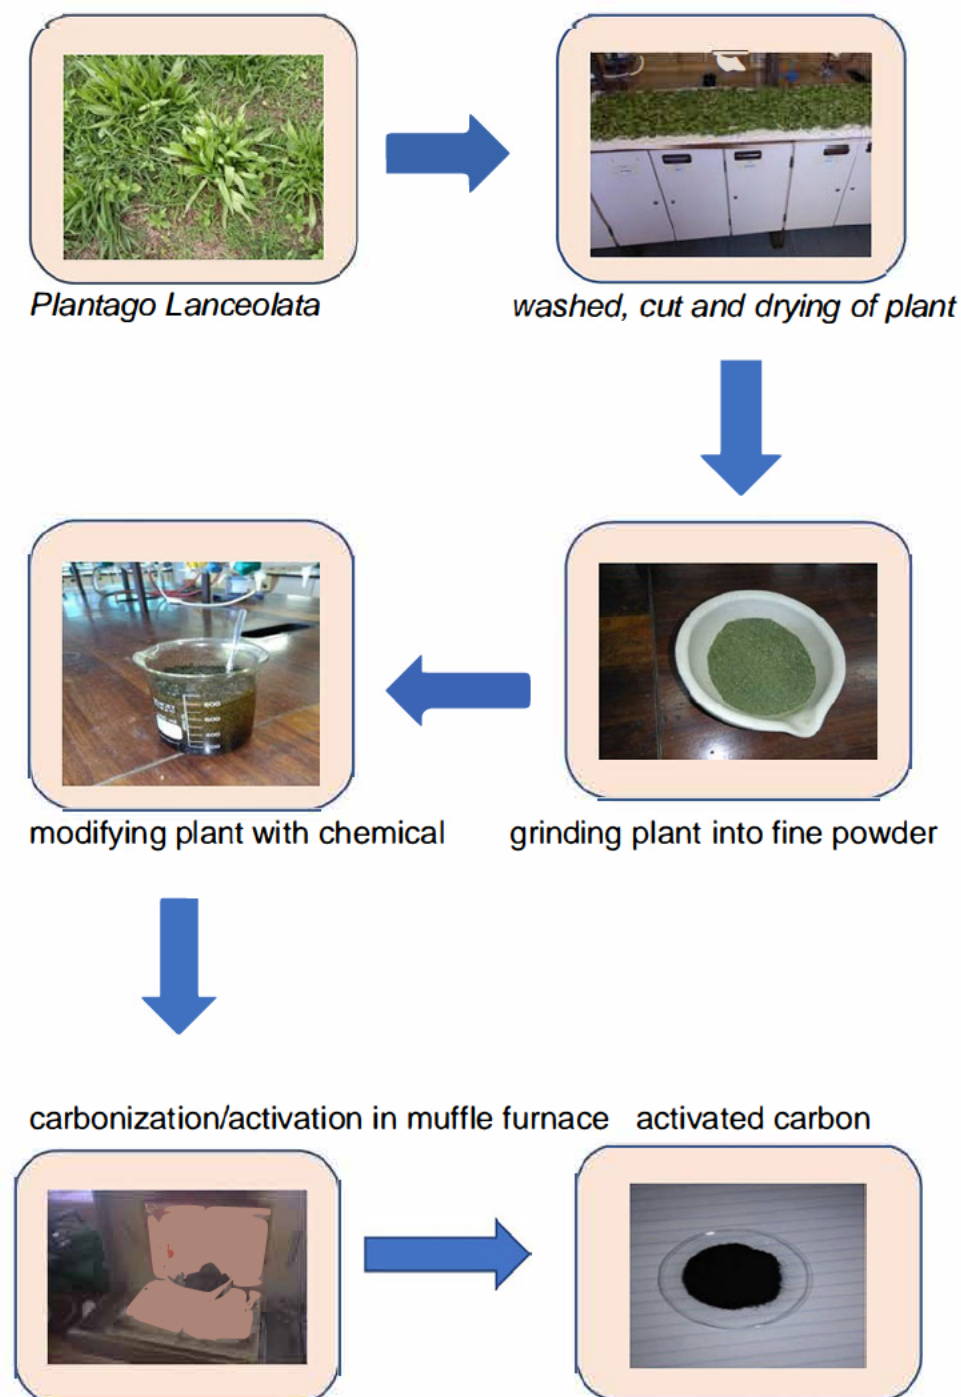 Plantago Lanceolata
washed, cut and drying of plant
modifying plant with chemical
grinding plant into fine powder
carbonization/activation in muffle furnace
activated carbon